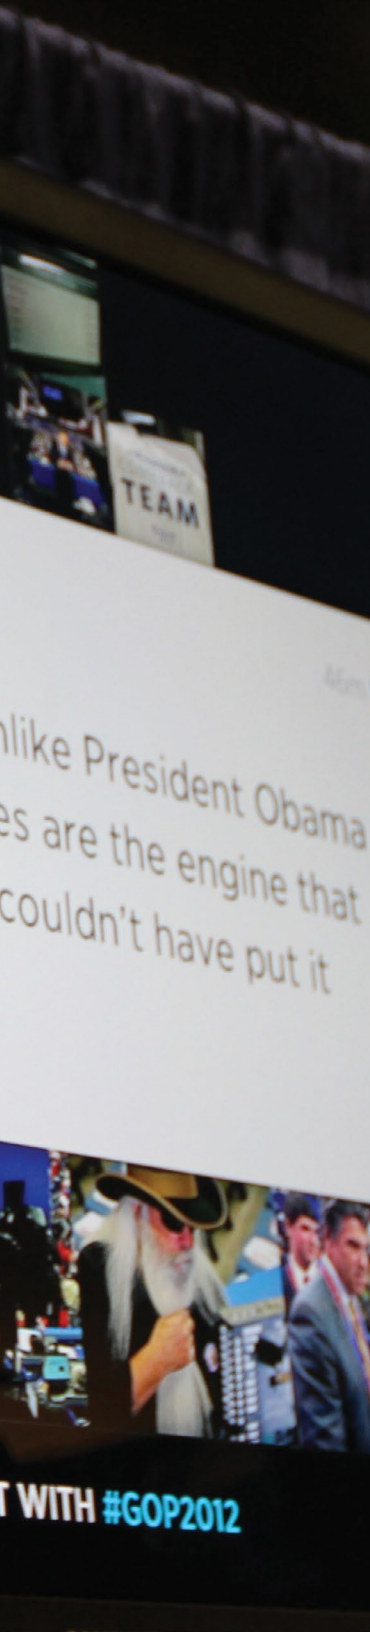 TEAM
46m
nlike President Obama
es are the engine that
couldn't have put it
T WITH #GOP2012